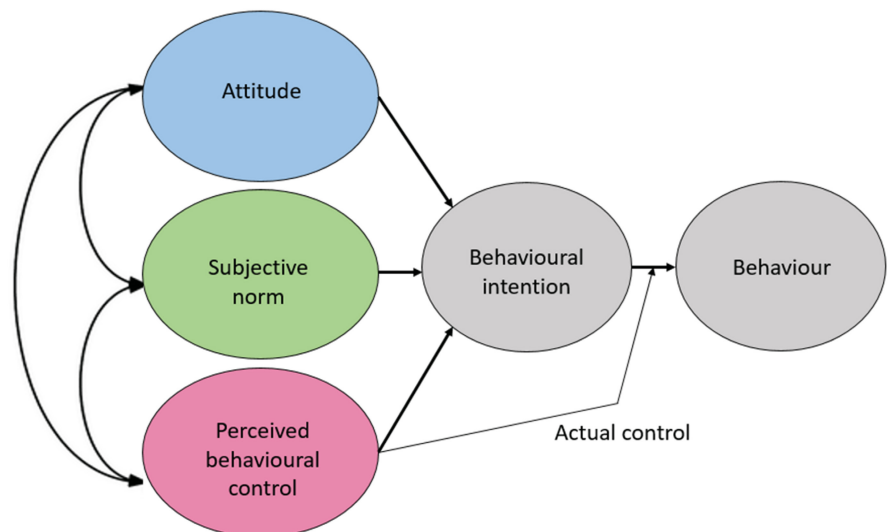 Attitude
Subjective
norm
Perceived
behavioural
control
Behavioural
intention
Behaviour
Actual control